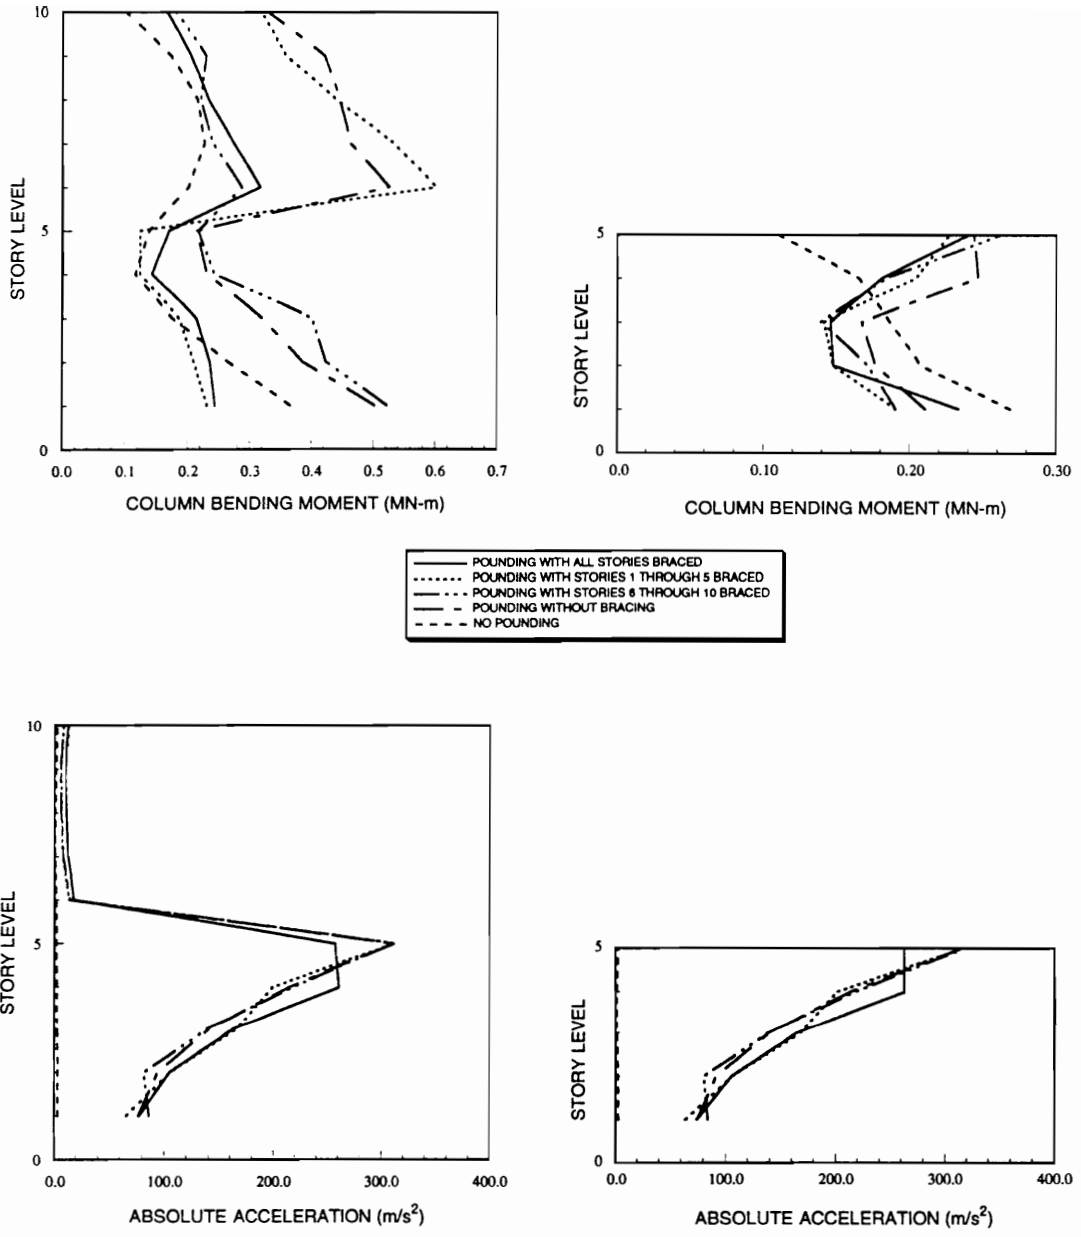 10
5
0
STORY LEVEL
0.0 0.1 0.2 0.3 0.4 0.5 0.6 0.7
COLUMN BENDING MOMENT (MN-m)
5
0
STORY LEVEL
0.0 0.10 0.20 0.30
COLUMN BENDING MOMENT (MN-m)
POUNDING WITH ALL STORIES BRACED
POUNDING WITH STORIES 1 THROUGH 5 BRACED
POUNDING WITH STORIES 6 THROUGH 10 BRACED
POUNDING WITHOUT BRACING
NO POUNDING
10
5
0
STORY LEVEL
0.0 100.0 200.0 300.0 400.0
ABSOLUTE ACCELERATION (m/s²)
5
0
STORY LEVEL
0.0 100.0 200.0 300.0 400.0
ABSOLUTE ACCELERATION (m/s²)